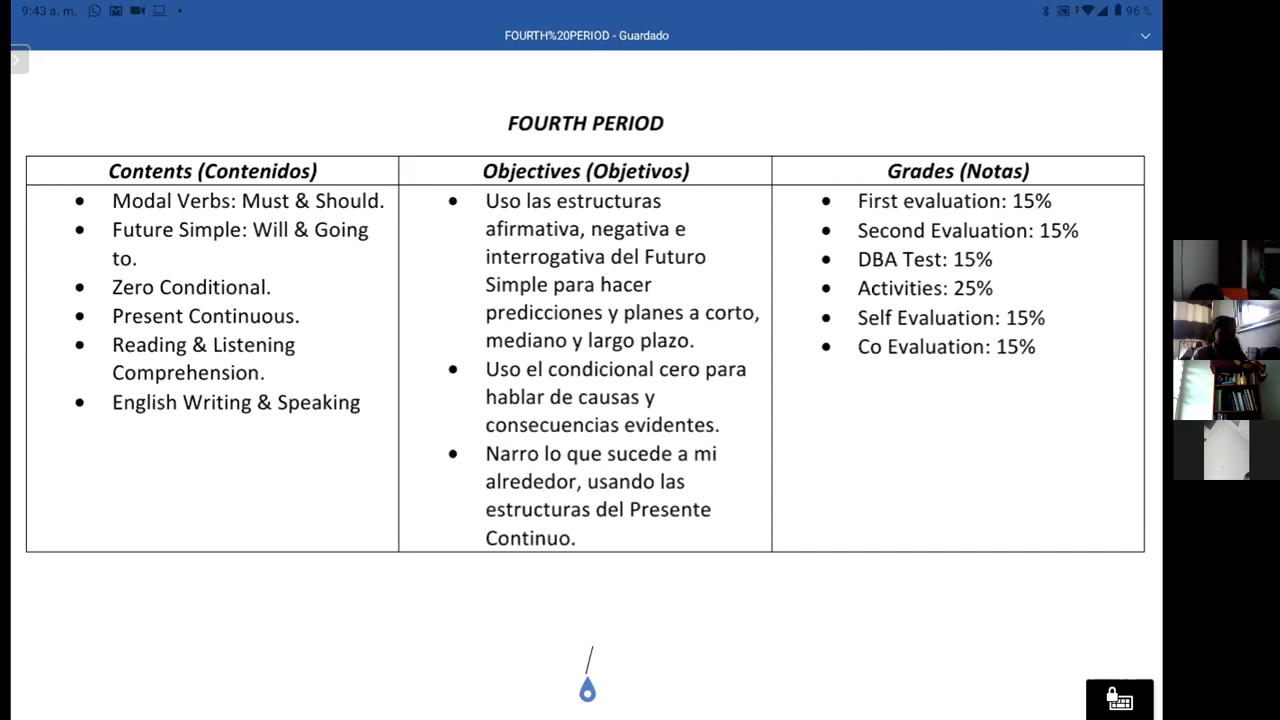 9:43 a. m.
96 %
FOURTH%20PERIOD - Guardado
FOURTH PERIOD
Contents (Contenidos)
Modal Verbs: Must & Should.
Future Simple: Will & Going
to.
Zero Conditional.
Present Continuous.
Reading & Listening
Comprehension.
English Writing & Speaking
Objectives (Objetivos)
Uso las estructuras
afirmativa, negativa e
interrogativa del Futuro
Simple para hacer
predicciones y planes a corto,
mediano y largo plazo.
Uso el condicional cero para
hablar de causas y
consecuencias evidentes.
Narro lo que sucede a mi
alrededor, usando las
estructuras del Presente
Continuo.
Grades (Notas)
First evaluation: 15%
Second Evaluation: 15%
DBA Test: 15%
Activities: 25%
Self Evaluation: 15%
Co Evaluation: 15%